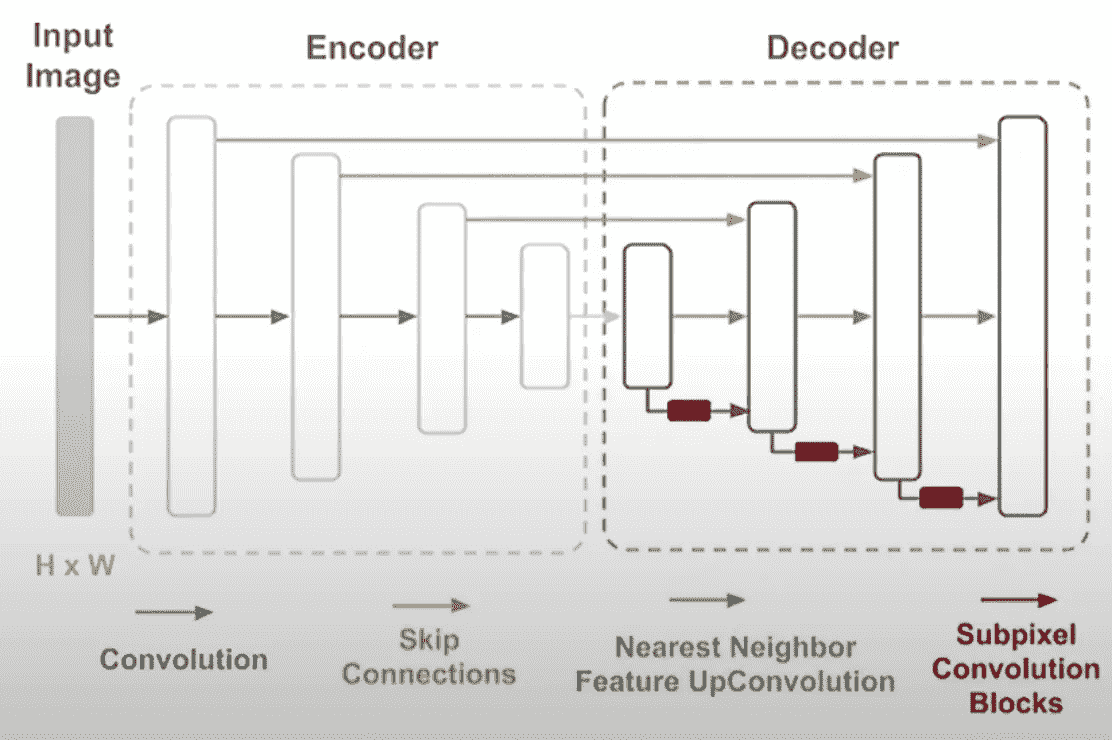 Input
Image
Encoder
Decoder
H x W
Convolution
Skip
Connections
Nearest Neighbor
Feature UpConvolution
Subpixel
Convolution
Blocks